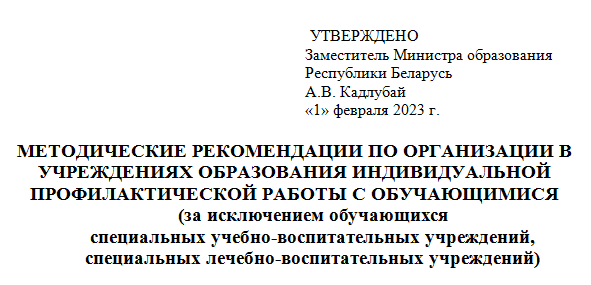 УТВЕРЖДЕНО
Заместитель Министра образования
Республики Беларусь
А.В. Кадлубай
«1» февраля 2023 г.
МЕТОДИЧЕСКИЕ РЕКОМЕНДАЦИИ ПО ОРГАНИЗАЦИИ В
УЧРЕЖДЕНИЯХ ОБРАЗОВАНИЯ ИНДИВИДУАЛЬНОЙ
ПРОФИЛАКТИЧЕСКОЙ РАБОТЫ С ОБУЧАЮЩИМИСЯ
(за исключением обучающихся
специальных учебно-воспитательных учреждений,
специальных лечебно-воспитательных учреждений)